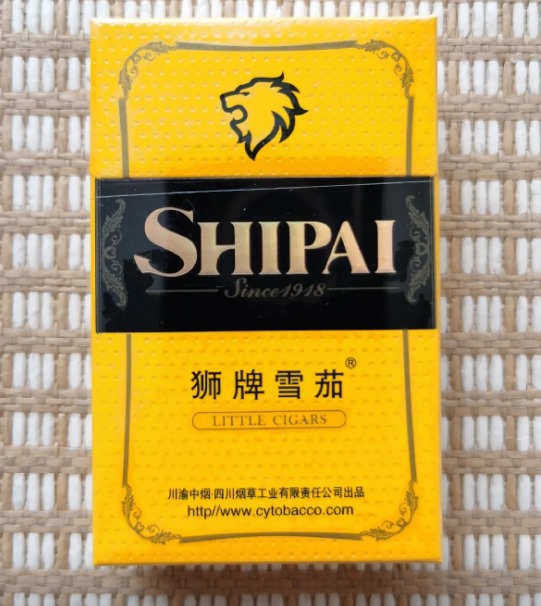 SHIPAI
Since1918
狮牌雪茄®
LITTLE CIGARS
川渝中烟·四川烟草工业有限责任公司出品
http//www.cytobacco.com